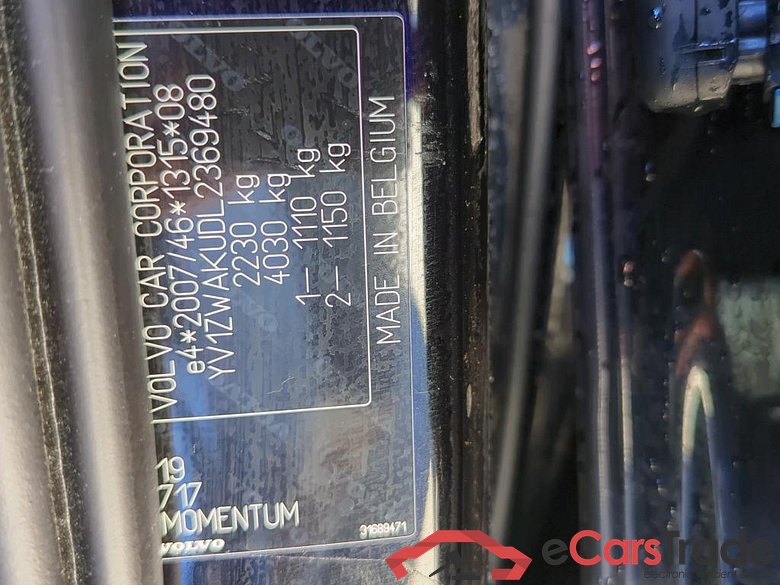 VOLVO CAR CORPORATION
e4*2007/46*1315*08
YV1ZWAKUDL2369480
2230 kg
4030 kg
1– 1110 kg
2– 1150 kg
MADE IN BELGIUM
19
717
MOMENTUM
VOLVO
31689471
eCarsTrade